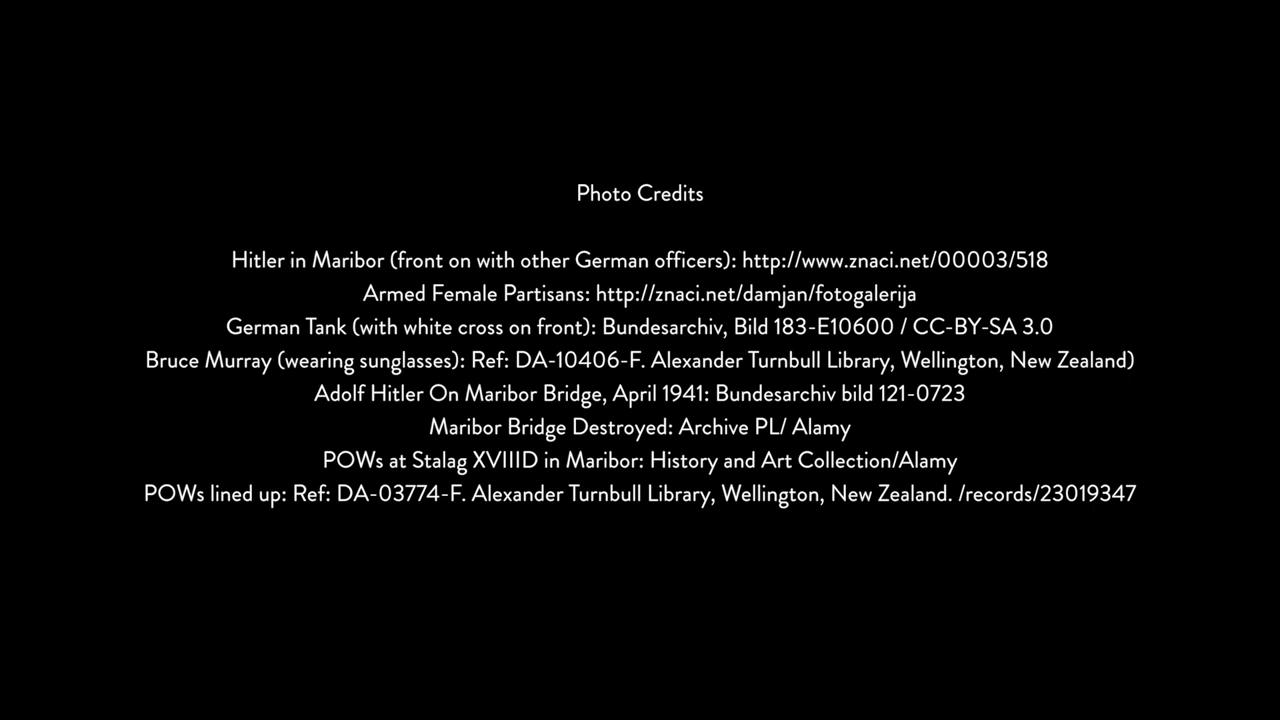 Photo Credits
Hitler in Maribor (front on with other German officers): http://www.znaci.net/00003/518
Armed Female Partisans: http://znaci.net/damjan/fotogalerija
German Tank (with white cross on front): Bundesarchiv, Bild 183-E10600 / CC-BY-SA 3.0
Bruce Murray (wearing sunglasses): Ref: DA-10406-F. Alexander Turnbull Library, Wellington, New Zealand)
Adolf Hitler On Maribor Bridge, April 1941: Bundesarchiv bild 121-0723
Maribor Bridge Destroyed: Archive PL/ Alamy
POWs at Stalag XVIIID in Maribor: History and Art Collection/Alamy
POWs lined up: Ref: DA-03774-F. Alexander Turnbull Library, Wellington, New Zealand. /records/23019347